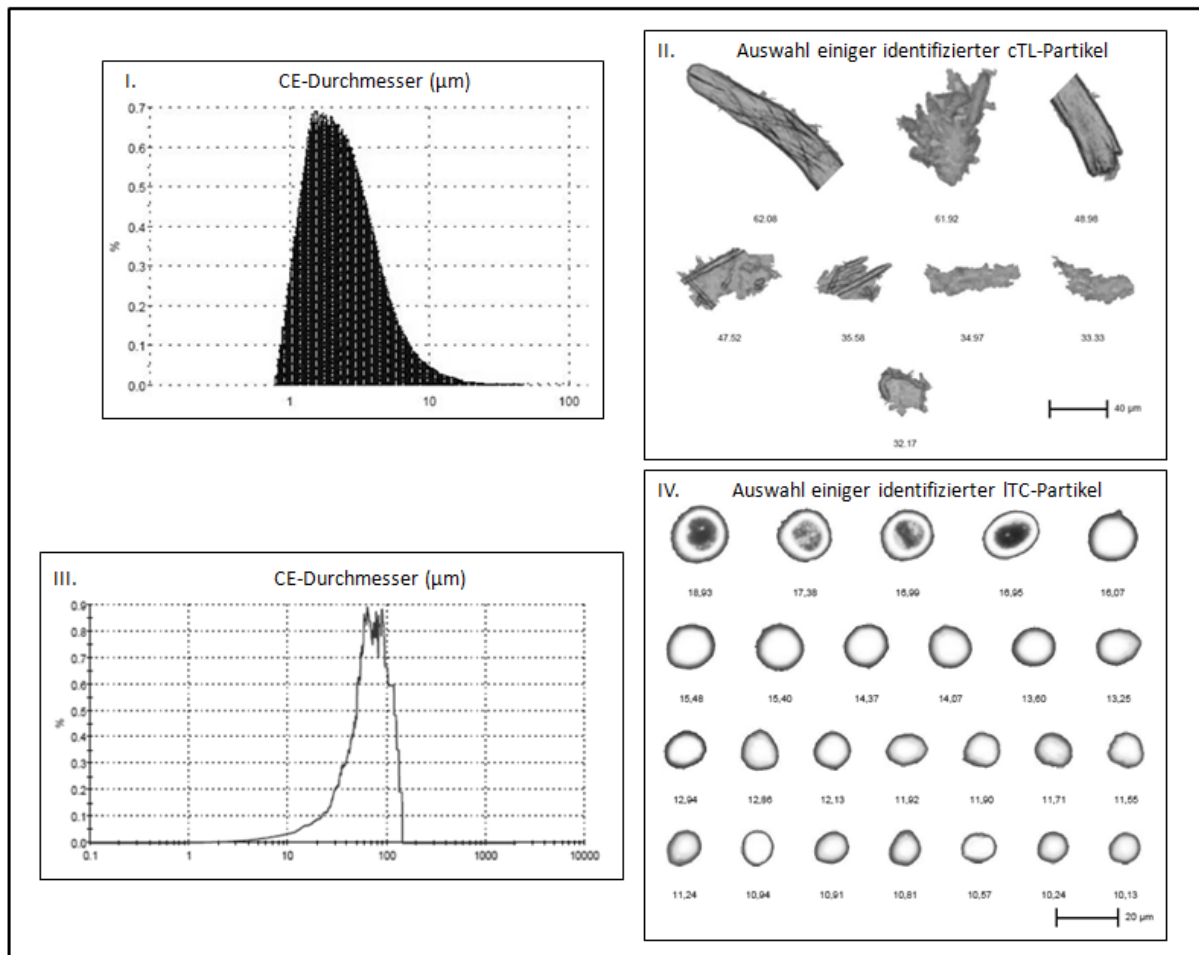 I.
CE-Durchmesser (µm)
0.7
0.6
0.5
0.4
0.3
0.2
0.1
0.0
%
1 10 100
II. Auswahl einiger identifizierter cTL-Partikel
62.08 61.92 48.98
47.52 35.58 34.97 33.33
32.17
40 µm
III.
CE-Durchmesser (µm)
0.9
0.8
0.7
0.6
0.5
0.4
0.3
0.2
0.1
0.0
%
0.1 1 10 100 1000 10000
IV. Auswahl einiger identifizierter lTC-Partikel
18,93 17,38 16,99 16,95 16,07
15,48 15,40 14,37 14,07 13,60 13,25
12,94 12,86 12,13 11,92 11,90 11,71 11,55
11,24 10,94 10,91 10,81 10,57 10,24 10,13
20 µm